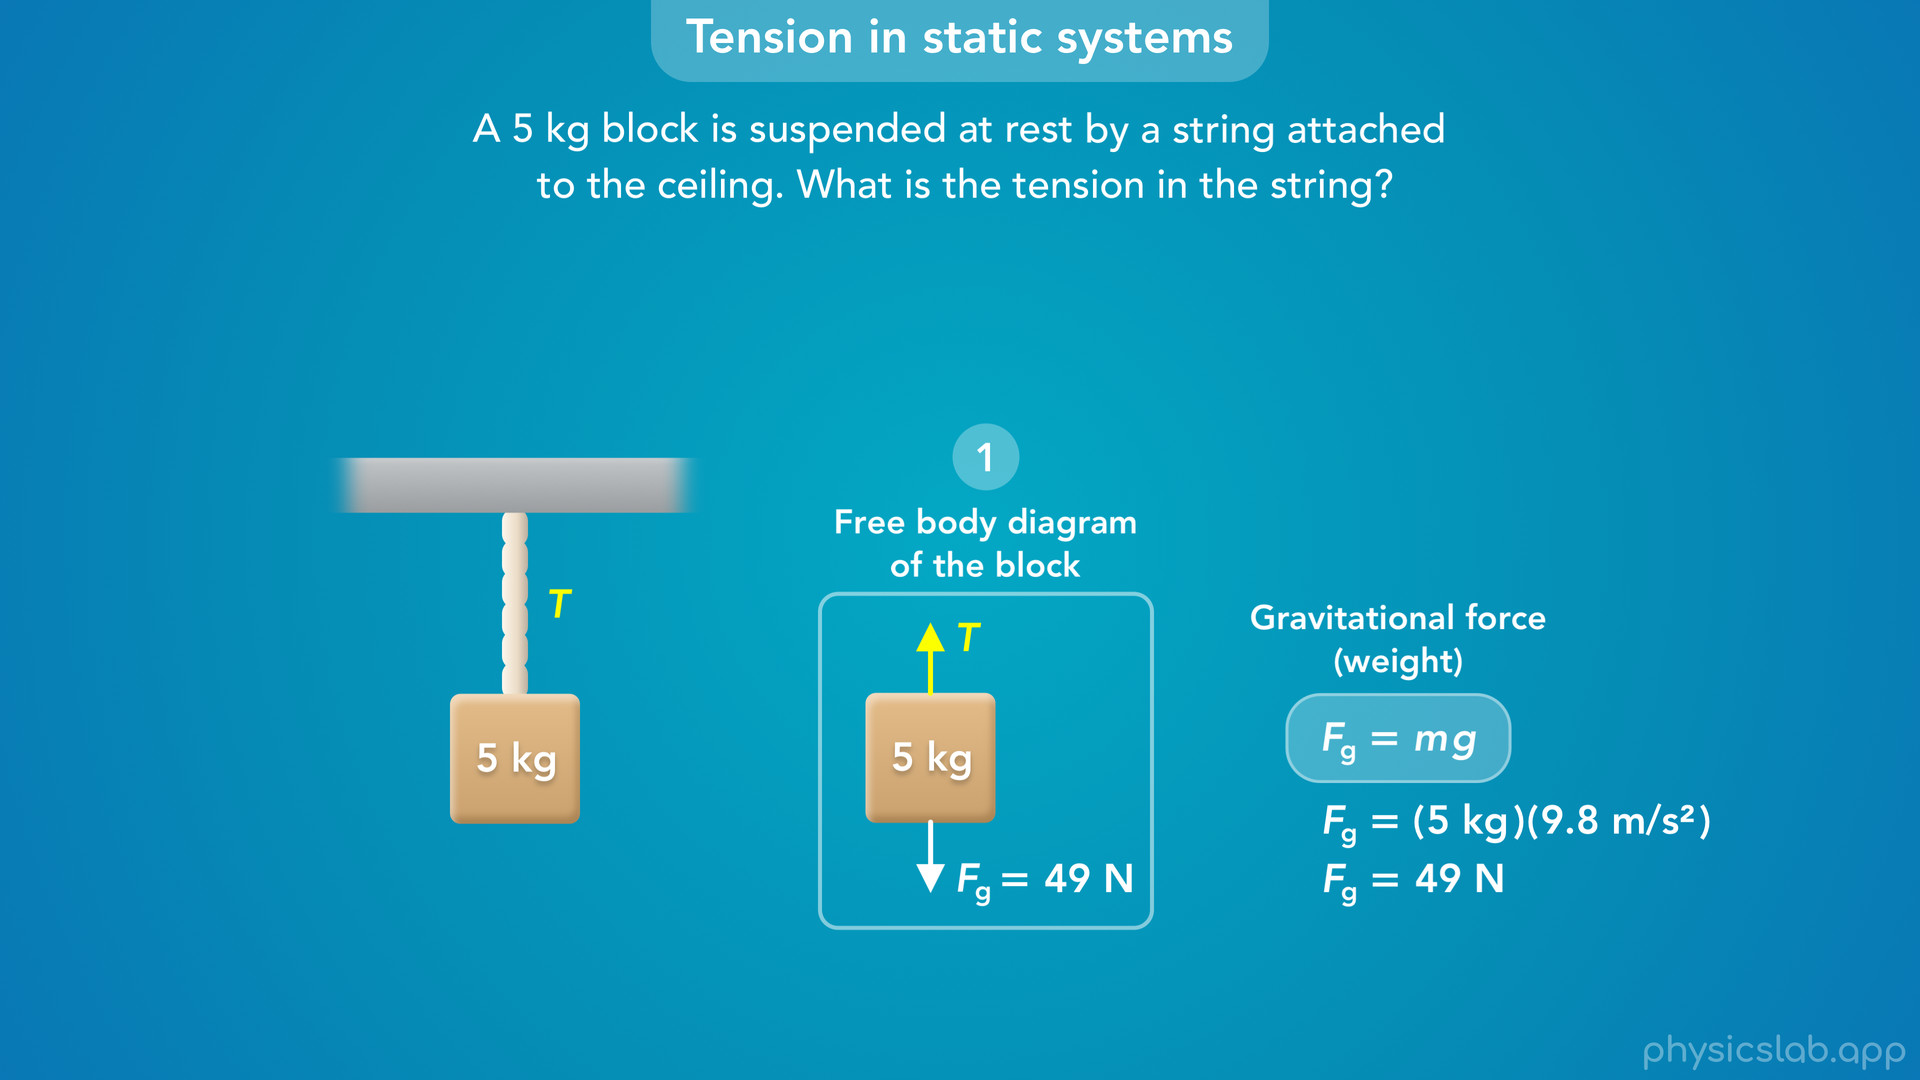 Tension in static systems
A 5 kg block is suspended at rest by a string attached
to the ceiling. What is the tension in the string?
T
5 kg
1
Free body diagram
of the block
T
5 kg
Fg = 49 N
Gravitational force
(weight)
Fg = mg
Fg = (5 kg)(9.8 m/s²)
Fg = 49 N
physicslab.app